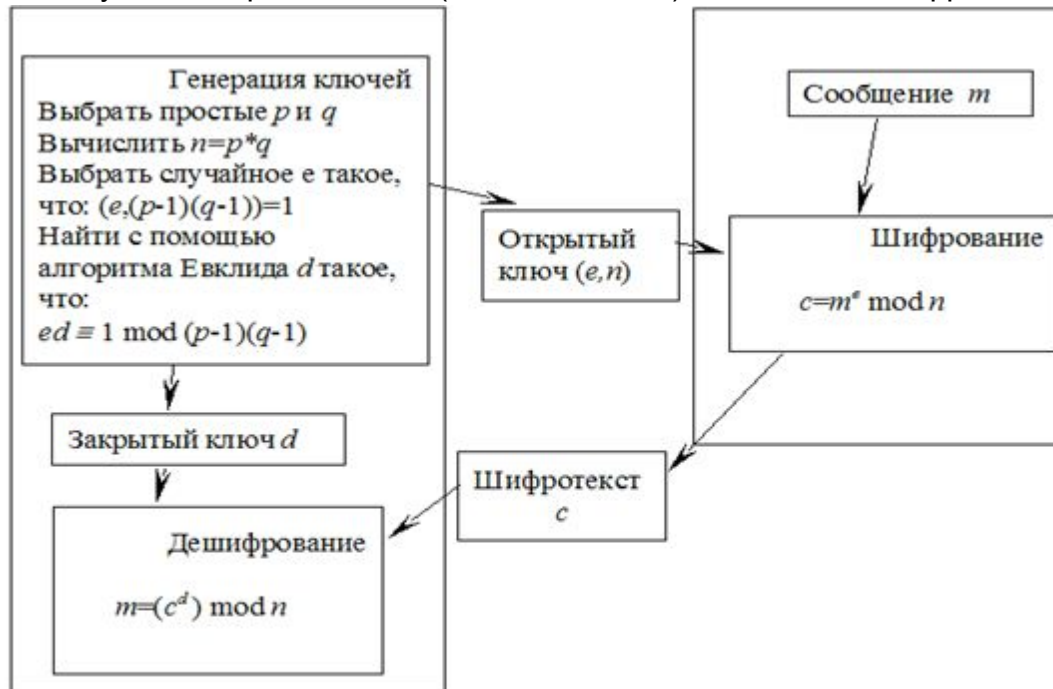 Генерация ключей
Выбрать простые p и q
Вычислить n=p*q
Выбрать случайное e такое,
что: (e,(p-1)(q-1))=1
Найти с помощью
алгоритма Евклида d такое,
что:
ed ≡ 1 mod (p-1)(q-1)
Закрытый ключ d
Дешифрование
m=(c^d) mod n
Открытый
ключ (e,n)
Шифротекст
c
Сообщение m
Шифрование
c=m^e mod n